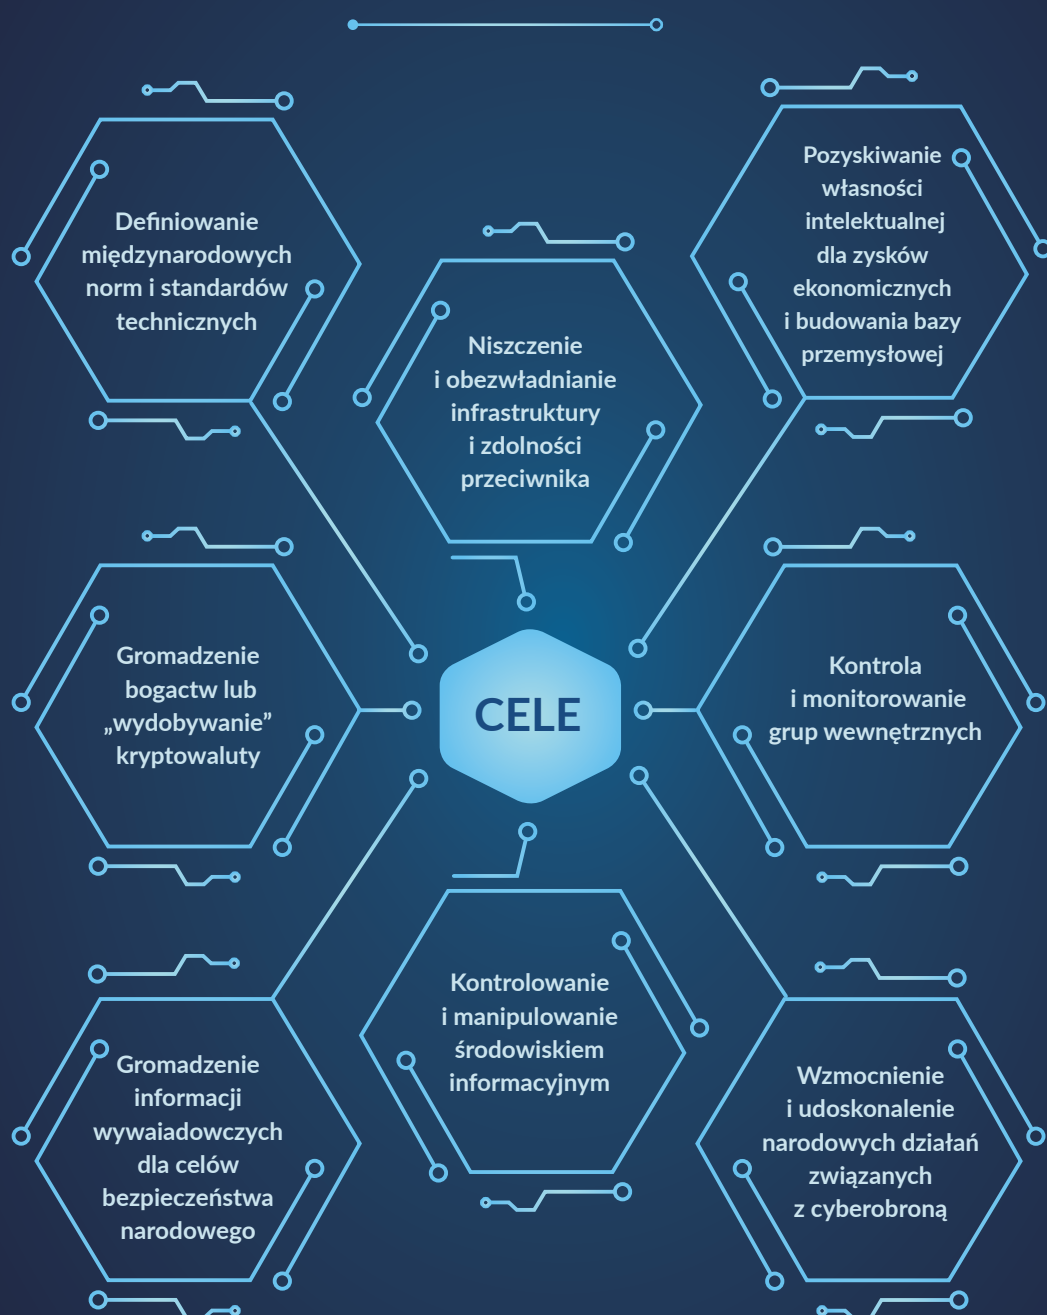 Definiowanie
międzynarodowych
norm i standardów
technicznych
Pozyskiwanie
własności
intelektualnej
dla zysków
ekonomicznych
i budowania bazy
przemysłowej
Niszczenie
i obezwładnianie
infrastruktury
i zdolności
przeciwnika
Gromadzenie
bogactw lub
„wydobywanie”
kryptowaluty
CELE
Kontrola
i monitorowanie
grup wewnętrznych
Gromadzenie
informacji
wywaiadowczych
dla celów
bezpieczeństwa
narodowego
Kontrolowanie
i manipulowanie
środowiskiem
informacyjnym
Wzmocnienie
i udoskonalenie
narodowych działań
związanych
z cyberobroną